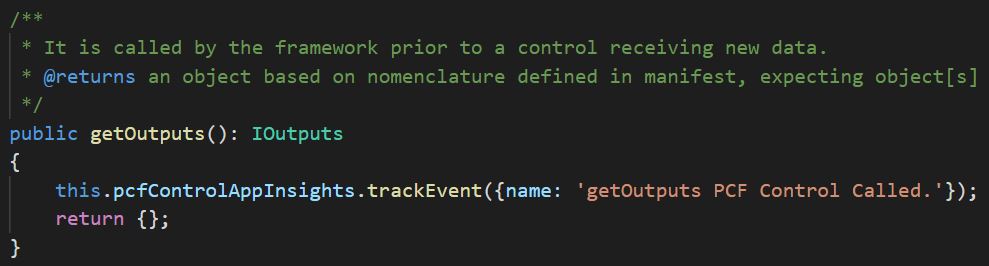 /**
 * It is called by the framework prior to a control receiving new data.
 * @returns an object based on nomenclature defined in manifest, expecting object[s]
 */
public getOutputs(): IOutputs
{
    this.pcfControlAppInsights.trackEvent({name: 'getOutputs PCF Control Called.'});
    return {};
}